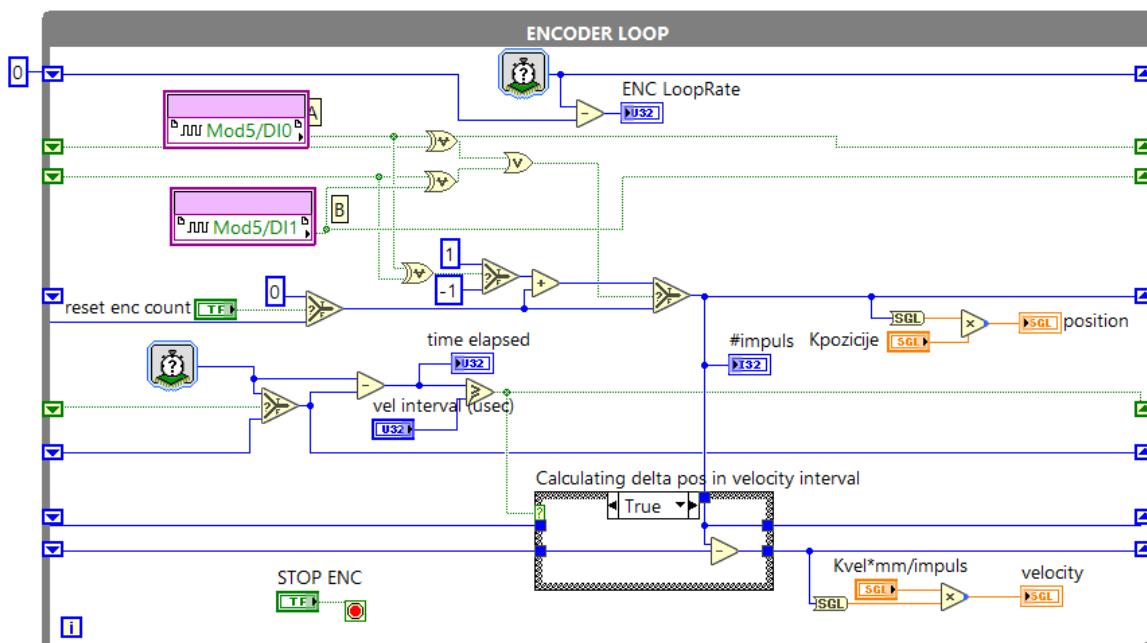 ENCODER LOOP
0
?
ENC LoopRate
U32
A
Mod5/DI0
B
Mod5/DI1
1
-1
0
reset enc count
TF
?
T
F
SGL
Kpozicije
SGL
SGL
position
#impuls
I32
time elapsed
U32
?
vel interval (usec)
U32
Calculating delta pos in velocity interval
True
?
STOP ENC
TF
Kvel*mm/impuls
SGL
SGL
velocity
SGL
i